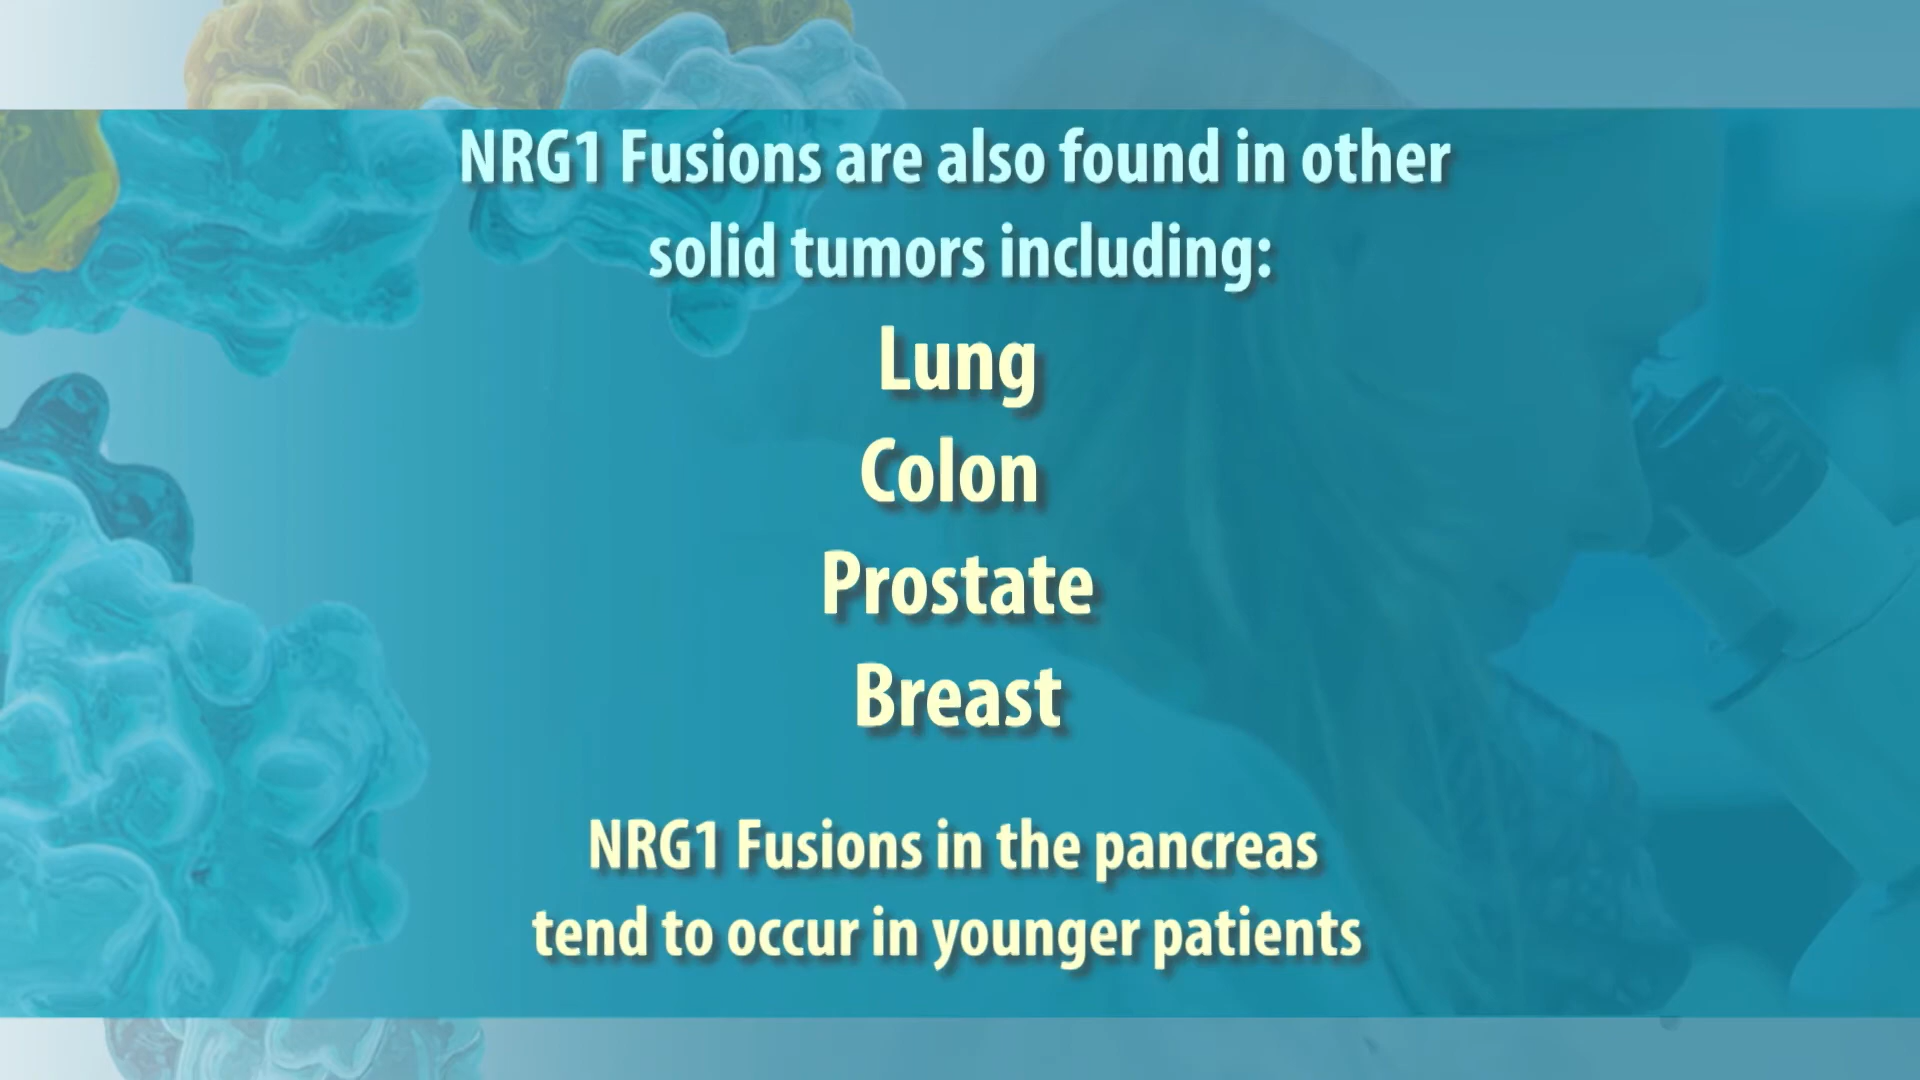 NRG1 Fusions are also found in other
solid tumors including:
Lung
Colon
Prostate
Breast
NRG1 Fusions in the pancreas
tend to occur in younger patients